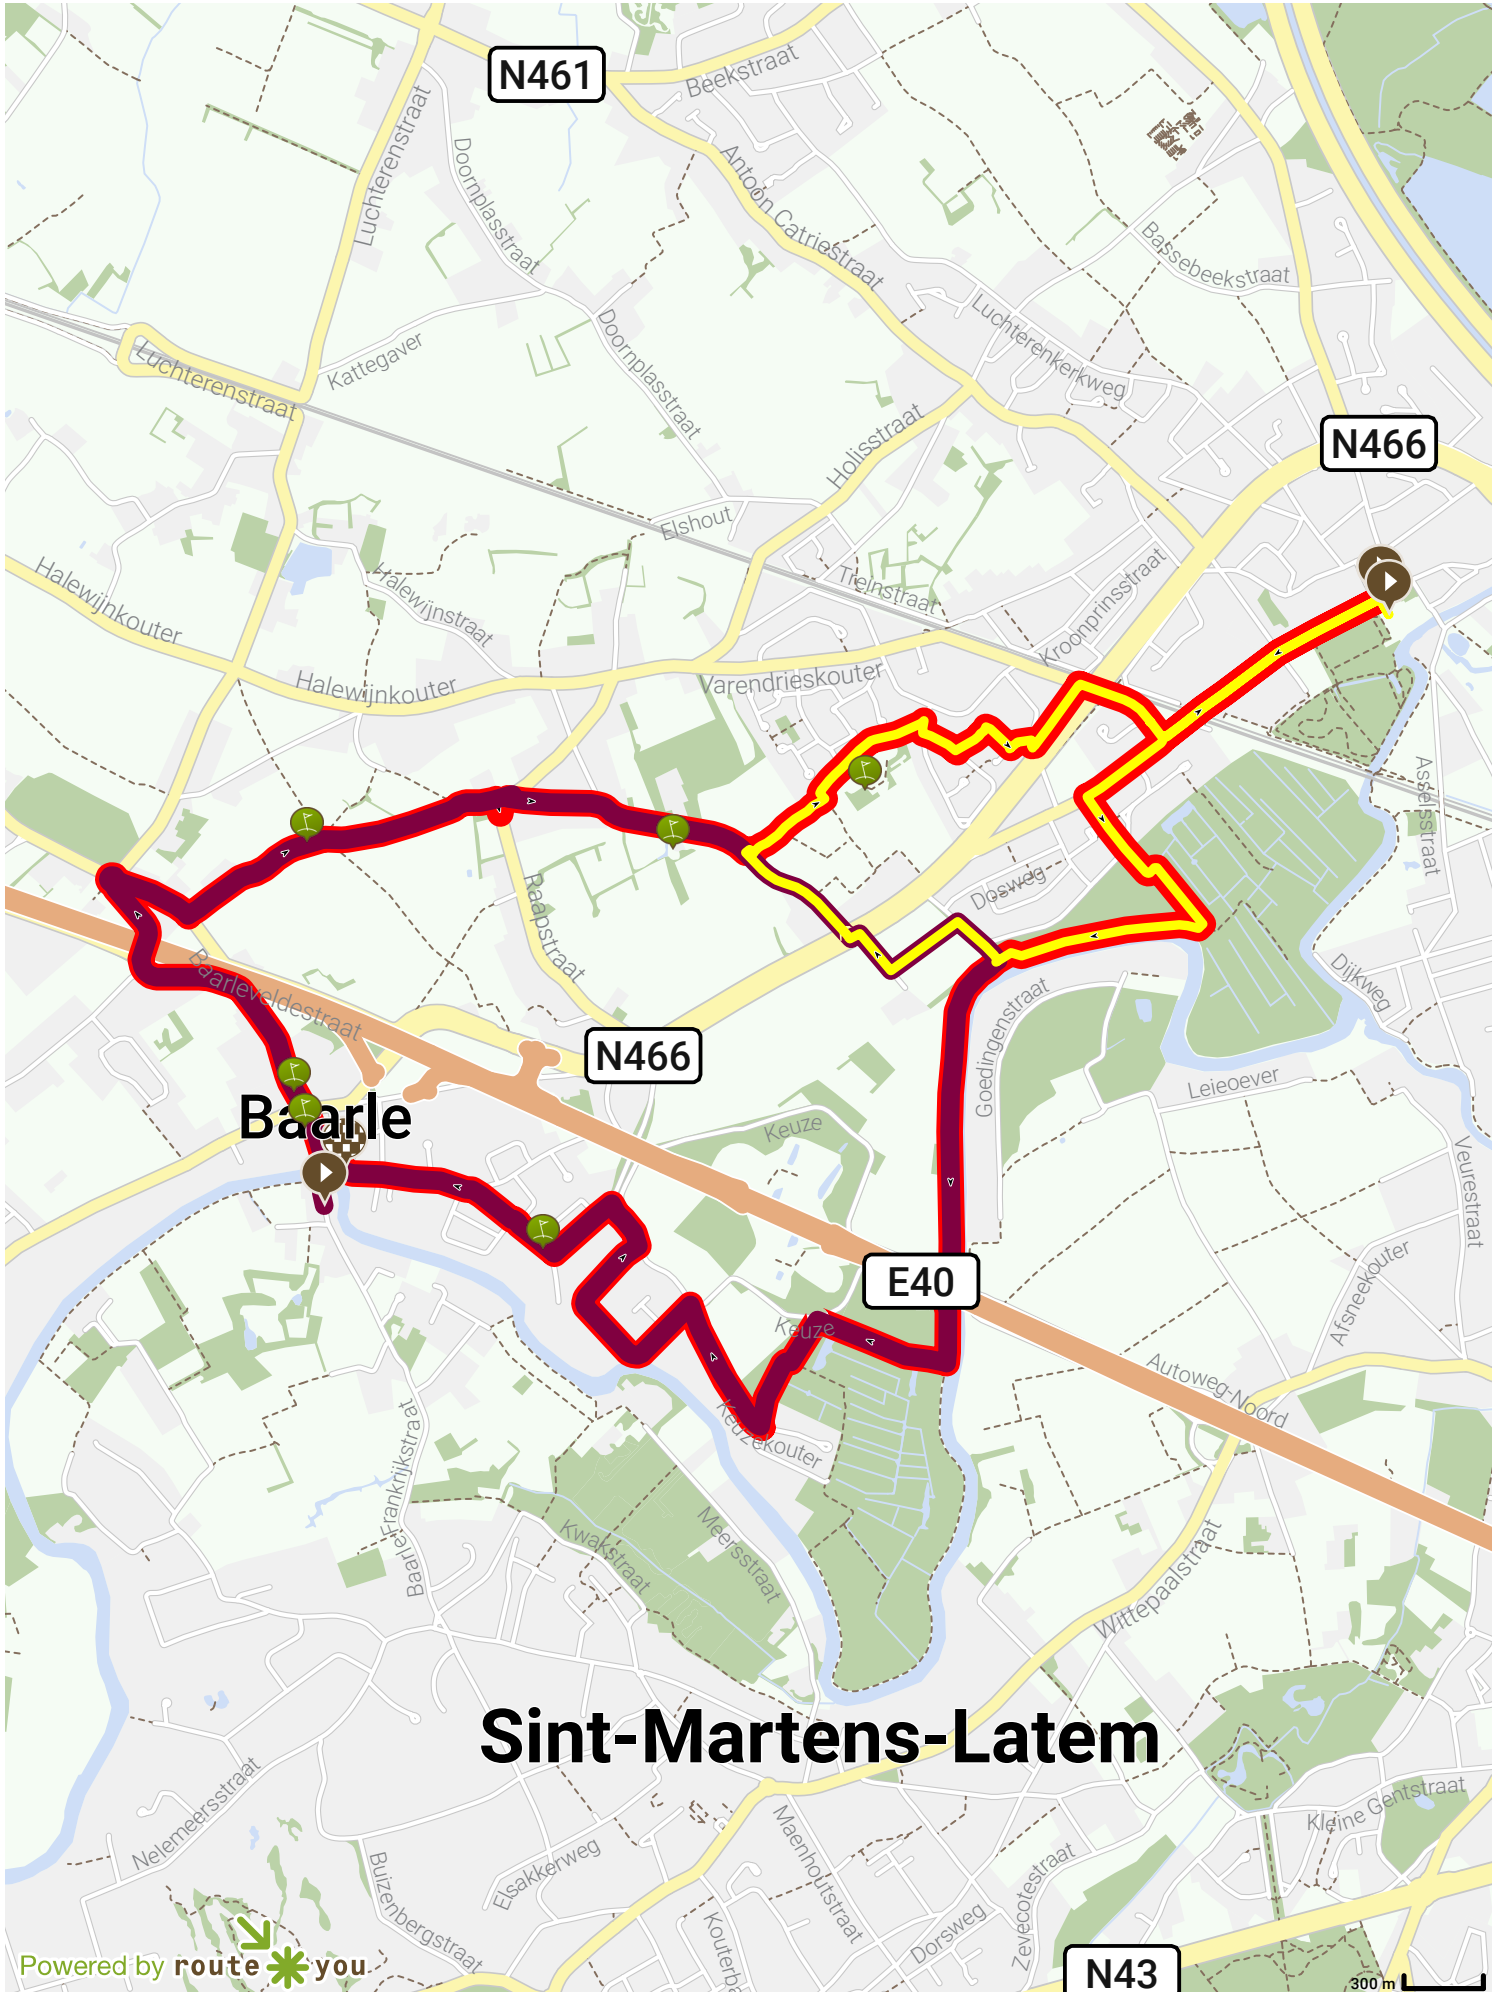 N461
Beekstraat
Luchterenstraat
Doornplasstraat
Antoon Catriestraat
Bassebeekstraat
Luchterenkerkweg
Luchterenstraat
Kattegaver
Doornplasstraat
Holisstraat
N466
Elshout
Treinstraat
Kroonprinsstraat
Halewijnkouter
Halewijnstraat
Halewijnkouter
Varendrieskouter
Asselsstraat
Raapstraat
Dosweg
Baarleveldestraat
Dijkweg
Goedingenstraat
N466
Leieoever
Baarle
Keuze
Veurestraat
E40
Afsneekouter
Keuze
Autoweg-Noord
Keuzekouter
Baarle-Frankrijkstraat
Meersstraat
Kwakstraat
Wittepaalstraat
Sint-Martens-Latem
Nelemeersstraat
Kleine Gentstraat
Buizenbergstraat
Elsakkerweg
Maenhoutstraat
Zevecotestraat
Dorsweg
Powered by route you
N43
300 m